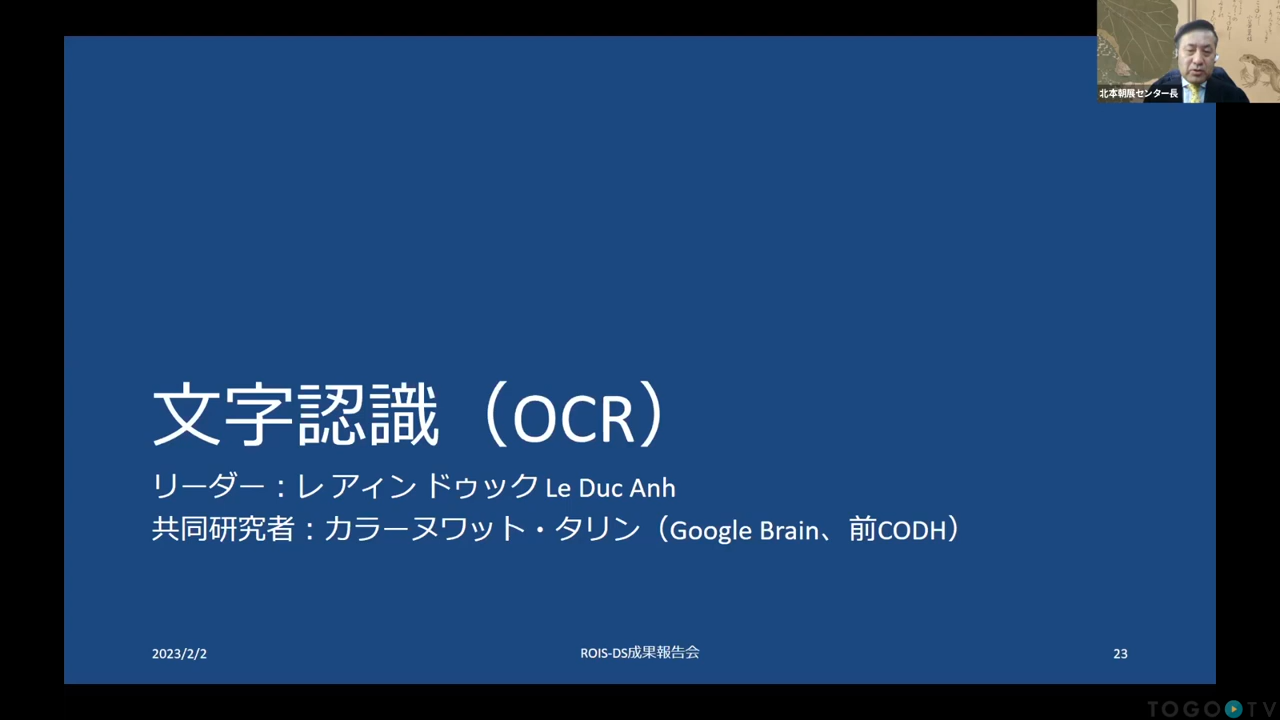 北本朝展センター長
文字認識（OCR）
リーダー：レ アィン ドゥック Le Duc Anh
共同研究者：カラーヌワット・タリン（Google Brain、前CODH）
2023/2/2
ROIS-DS成果報告会
23
TOGO TV